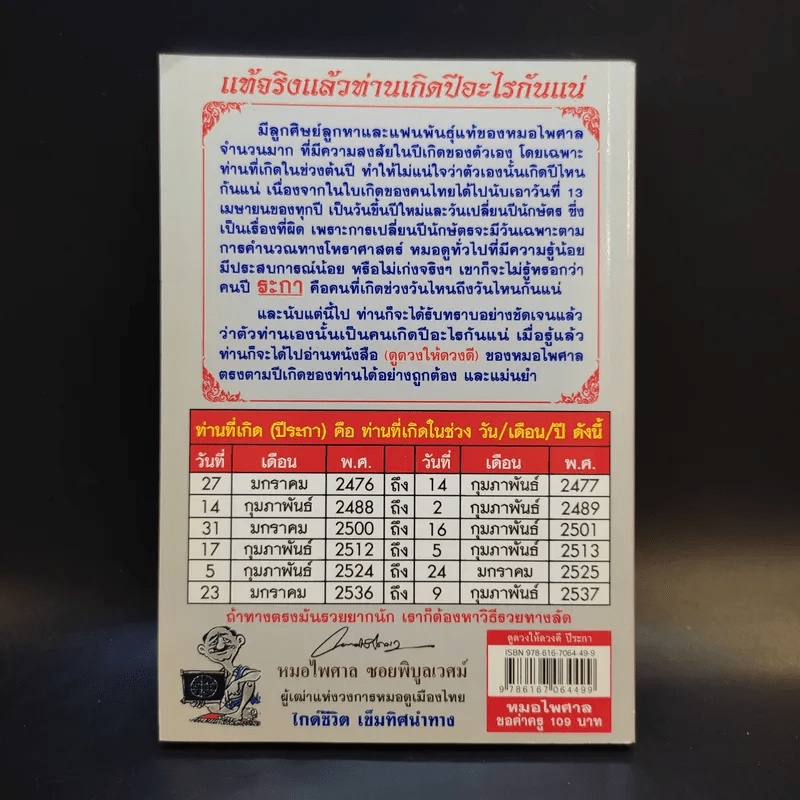 แท้จริงแล้วท่านเกิดปีอะไรกันแน่
มีลูกศิษย์ลูกหาและแฟนพันธุ์แท้ของหมอไพศาล
จำนวนมาก ที่มีความสงสัยในปีเกิดของตัวเอง โดยเฉพาะ
ท่านที่เกิดในช่วงต้นปี ทำให้ไม่แน่ใจว่าตัวเองนั้นเกิดปีไหน
กันแน่ เนื่องจากในใบเกิดของคนไทยได้ไปนับเอาวันที่ 13
เมษายนของทุกปี เป็นวันขึ้นปีใหม่และวันเปลี่ยนปีนักษัตร ซึ่ง
เป็นเรื่องที่ผิด เพราะการเปลี่ยนปีนักษัตรจะมีวันเฉพาะตาม
การคำนวณทางโหราศาสตร์ หมอดูทั่วไปที่มีความรู้น้อย
มีประสบการณ์น้อย หรือไม่เก่งจริงๆ เขาก็จะไม่รู้หรอกว่า
คนปี ระกา คือคนที่เกิดช่วงวันไหนถึงวันไหนกันแน่
และนับแต่นี้ไป ท่านก็จะได้รับทราบอย่างชัดเจนแล้ว
ว่าตัวท่านเองนั้นเป็นคนเกิดปีอะไรกันแน่ เมื่อรู้แล้ว
ท่านก็จะได้ไปอ่านหนังสือ (ดูดวงให้ดวงดี) ของหมอไพศาล
ตรงตามปีเกิดของท่านได้อย่างถูกต้อง และแม่นยำ
ท่านที่เกิด (ปีระกา) คือ ท่านที่เกิดในช่วง วัน/เดือน/ปี ดังนี้
วันที่ เดือน พ.ศ. วันที่ เดือน พ.ศ.
27 มกราคม 2476 ถึง 14 กุมภาพันธ์ 2477
14 กุมภาพันธ์ 2488 ถึง 2 กุมภาพันธ์ 2489
31 มกราคม 2500 ถึง 16 กุมภาพันธ์ 2501
17 กุมภาพันธ์ 2512 ถึง 5 กุมภาพันธ์ 2513
5 กุมภาพันธ์ 2524 ถึง 24 มกราคม 2525
23 มกราคม 2536 ถึง 9 กุมภาพันธ์ 2537
ถ้าทางตรงมันรวยยากนัก เราก็ต้องหาวิธีรวยทางลัด
หมอไพศาล ซอยพิบูลเวศม์
ผู้เฒ่าแห่งวงการหมอดูเมืองไทย
ไกด์ชีวิต เข็มทิศนำทาง
ดูดวงให้ดวงดี ปีระกา
ISBN 978-616-7064-49-9
9 786167 064499
หมอไพศาล
ขอค่าครู 109 บาท